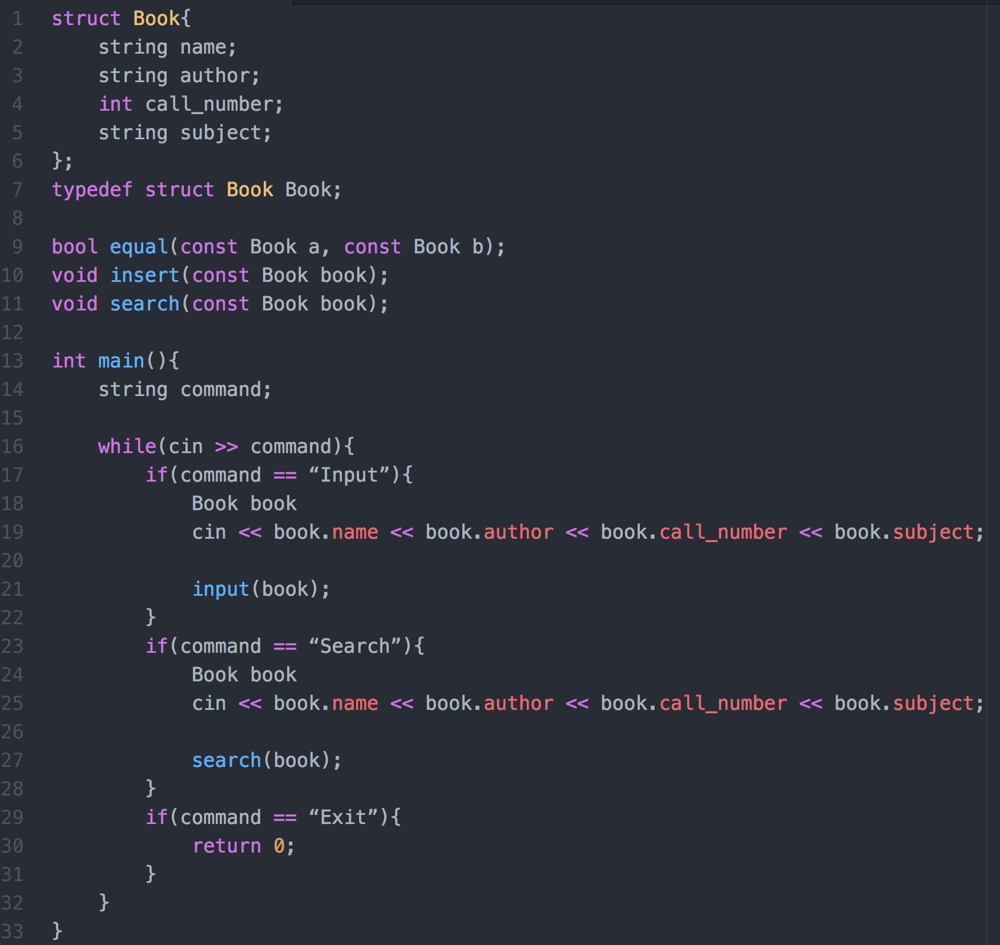 1 struct Book{
2 string name;
3 string author;
4 int call_number;
5 string subject;
6 };
7 typedef struct Book Book;
8
9 bool equal(const Book a, const Book b);
10 void insert(const Book book);
11 void search(const Book book);
12
13 int main(){
14 string command;
15
16 while(cin >> command){
17 if(command == “Input”){
18 Book book
19 cin << book.name << book.author << book.call_number << book.subject;
20
21 input(book);
22 }
23 if(command == “Search”){
24 Book book
25 cin << book.name << book.author << book.call_number << book.subject;
26
27 search(book);
28 }
29 if(command == “Exit”){
30 return 0;
31 }
32 }
33 }